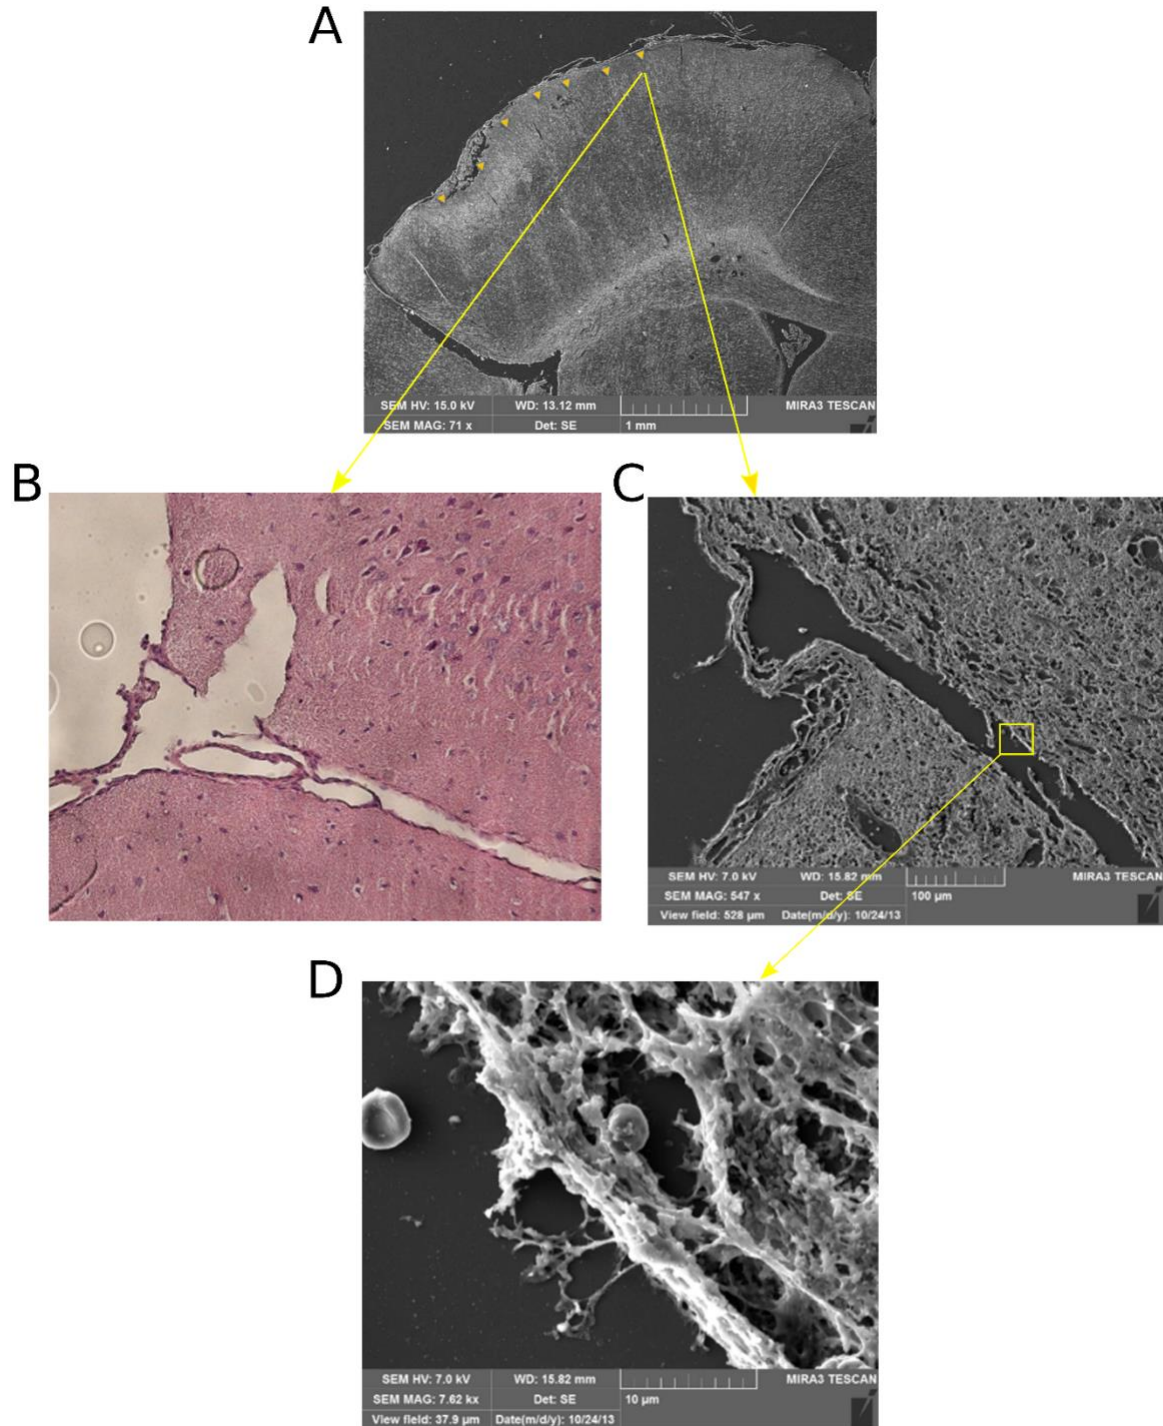 A
SEM HV: 15.0 kV WD: 13.12 mm MIRA3 TESCAN
SEM MAG: 71 x Det: SE 1 mm
B
C
SEM HV: 7.0 kV WD: 15.82 mm MIRA3 TESCAN
SEM MAG: 547 x Det: SE 100 µm
View field: 528 µm Date(m/d/y): 10/24/13
D
SEM HV: 7.0 kV WD: 15.82 mm MIRA3 TESCAN
SEM MAG: 7.62 kx Det: SE 10 µm
View field: 37.9 µm Date(m/d/y): 10/24/13